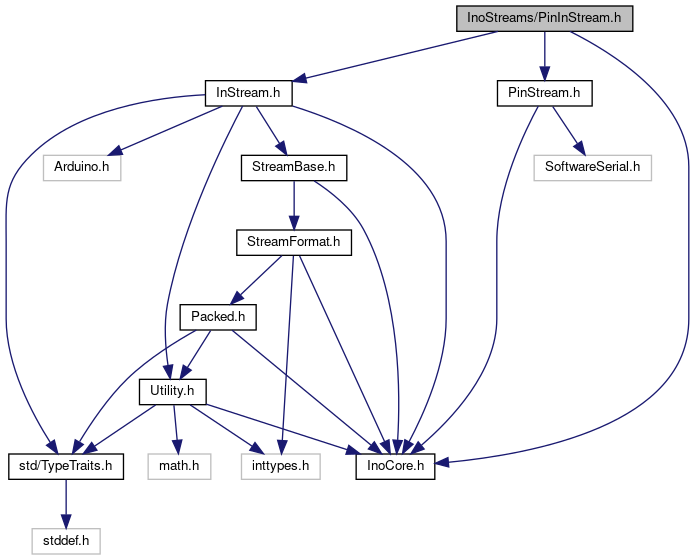 InoStreams/PinInStream.h
InStream.h
PinStream.h
Arduino.h
StreamBase.h
SoftwareSerial.h
StreamFormat.h
Packed.h
Utility.h
std/TypeTraits.h
math.h
inttypes.h
InoCore.h
stddef.h